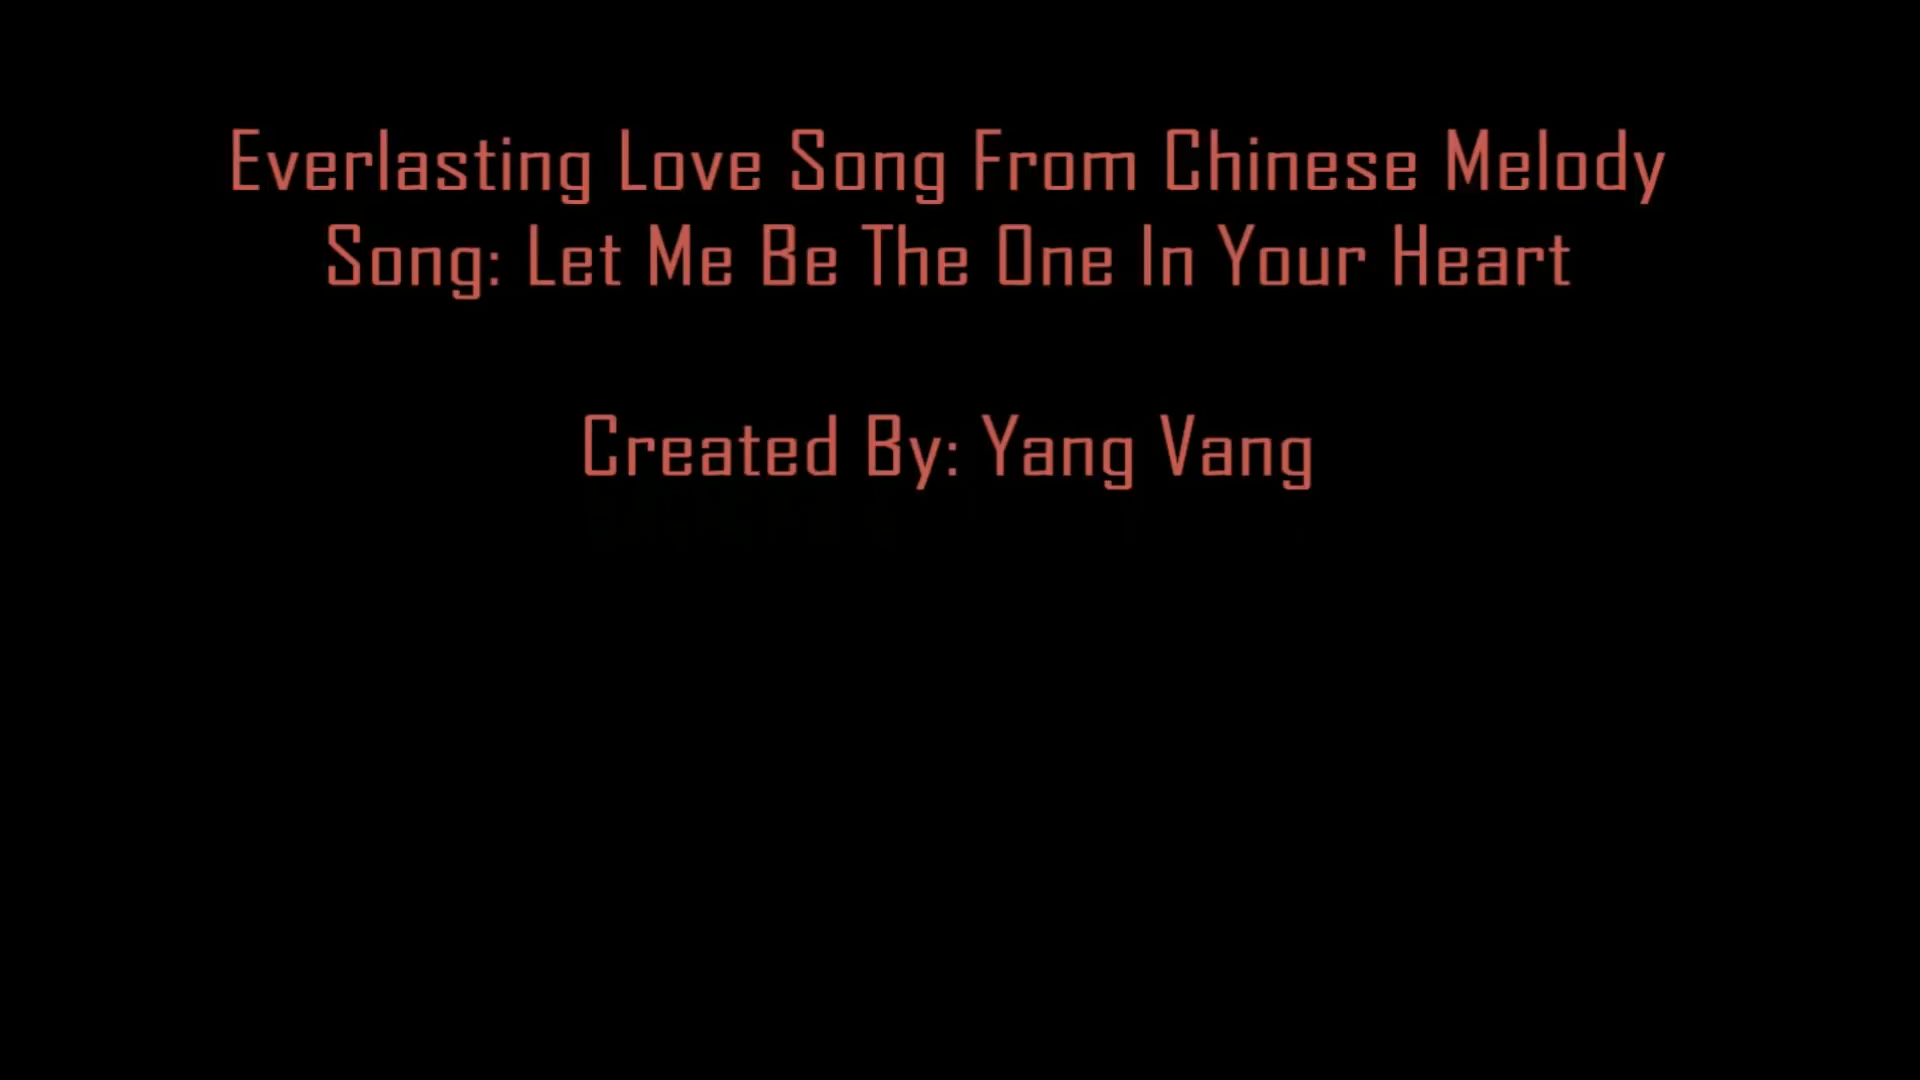 Everlasting Love Song From Chinese Melody
Song: Let Me Be The One In Your Heart
Created By: Yang Vang